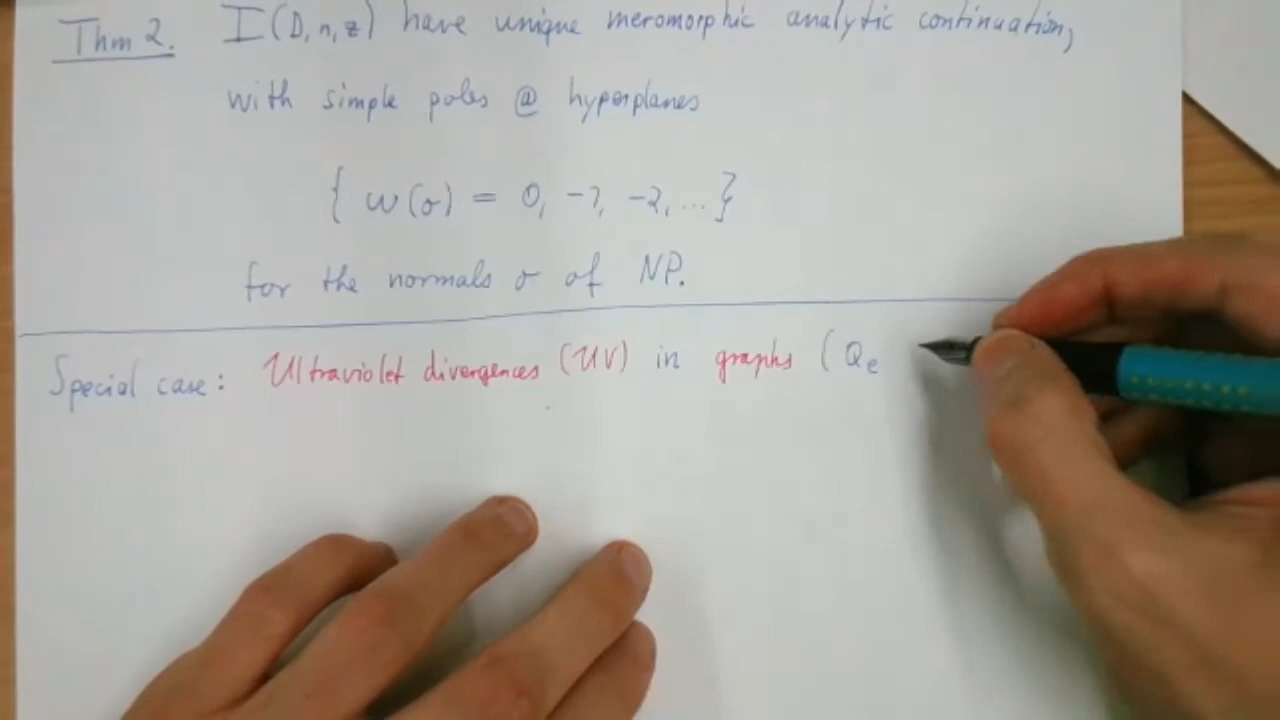 Thm 2. I(D, n, z) have unique meromorphic analytic continuation,
with simple poles @ hyperplanes
{ ω(σ) = 0, -1, -2, ... }
for the normals σ of NP.
Special case: Ultraviolet divergences (UV) in graphs (Qe